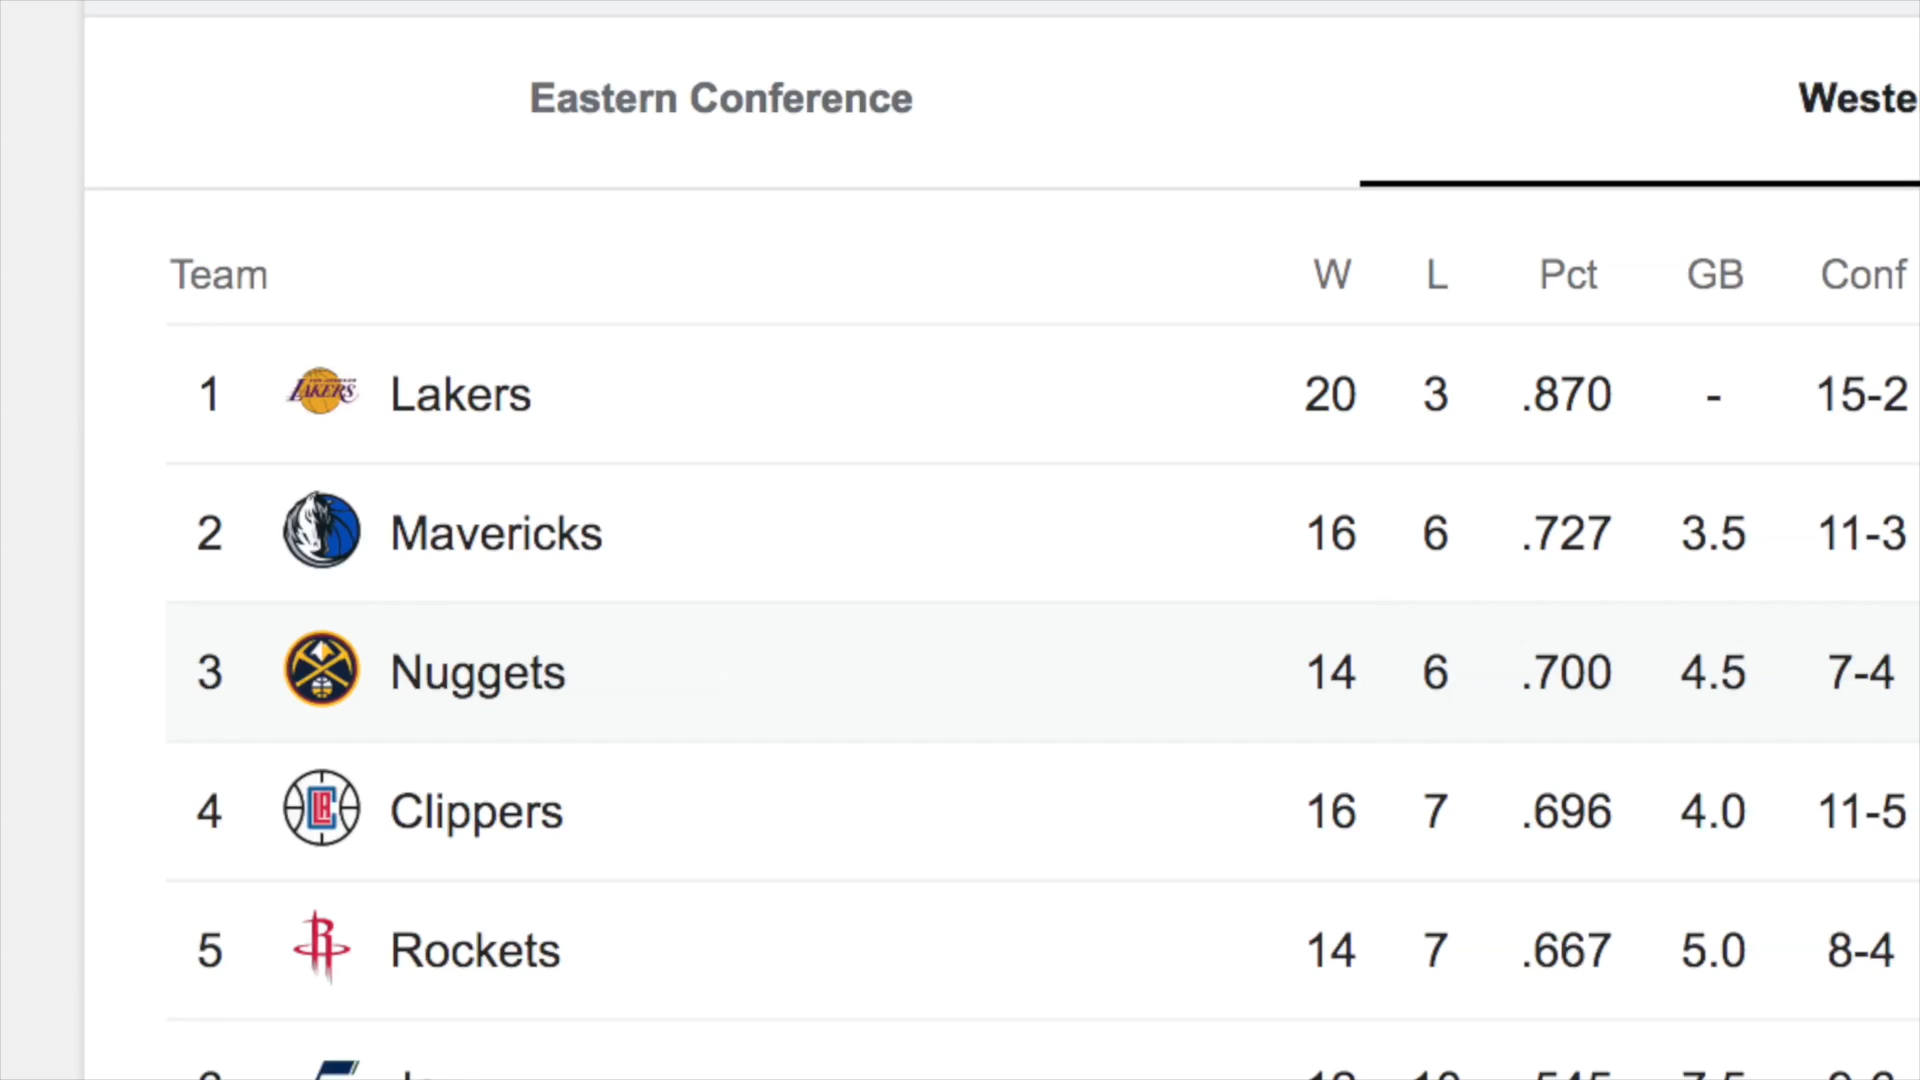 Eastern Conference Weste
Team W L Pct GB Conf
1 LAKERS Lakers 20 3 .870 - 15-2
2 Mavericks 16 6 .727 3.5 11-3
3 Nuggets 14 6 .700 4.5 7-4
4 Clippers 16 7 .696 4.0 11-5
5 Rockets 14 7 .667 5.0 8-4